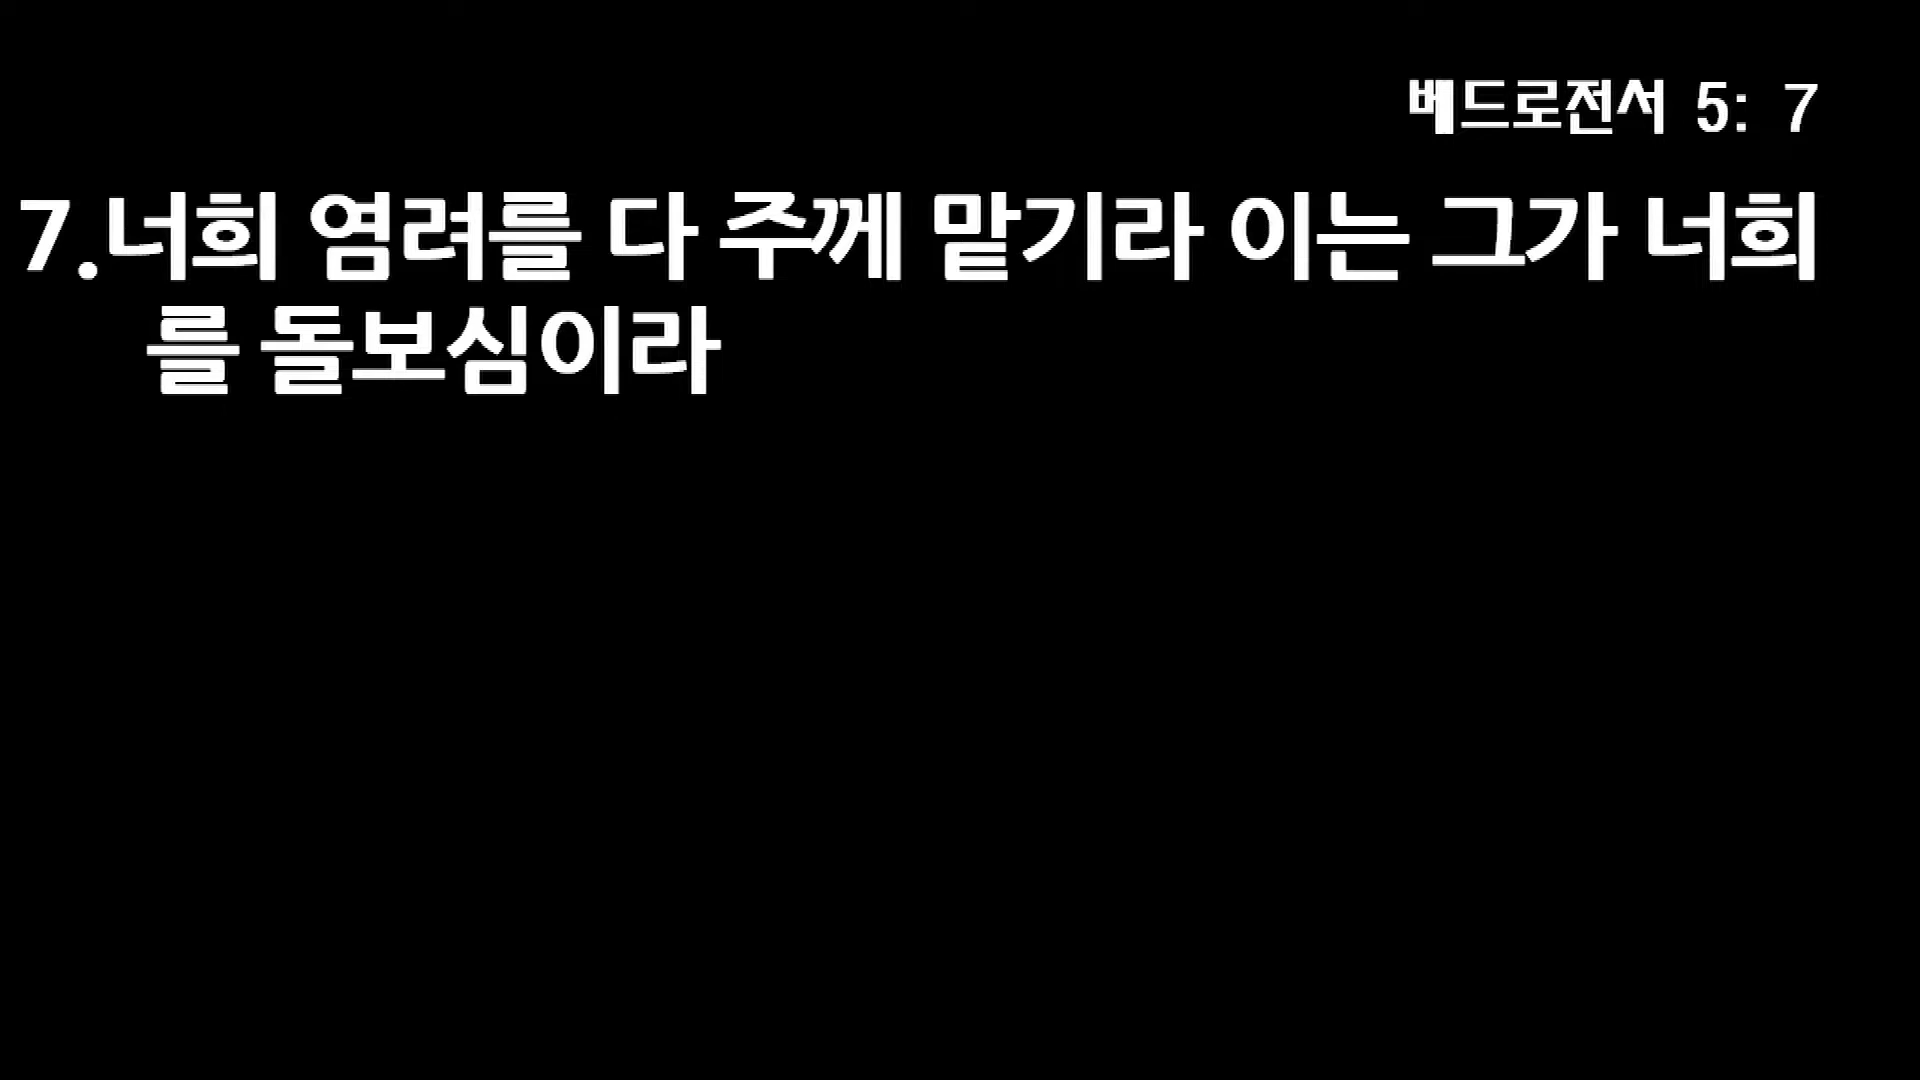 베드로전서 5: 7
7.너희 염려를 다 주께 맡기라 이는 그가 너희
를 돌보심이라